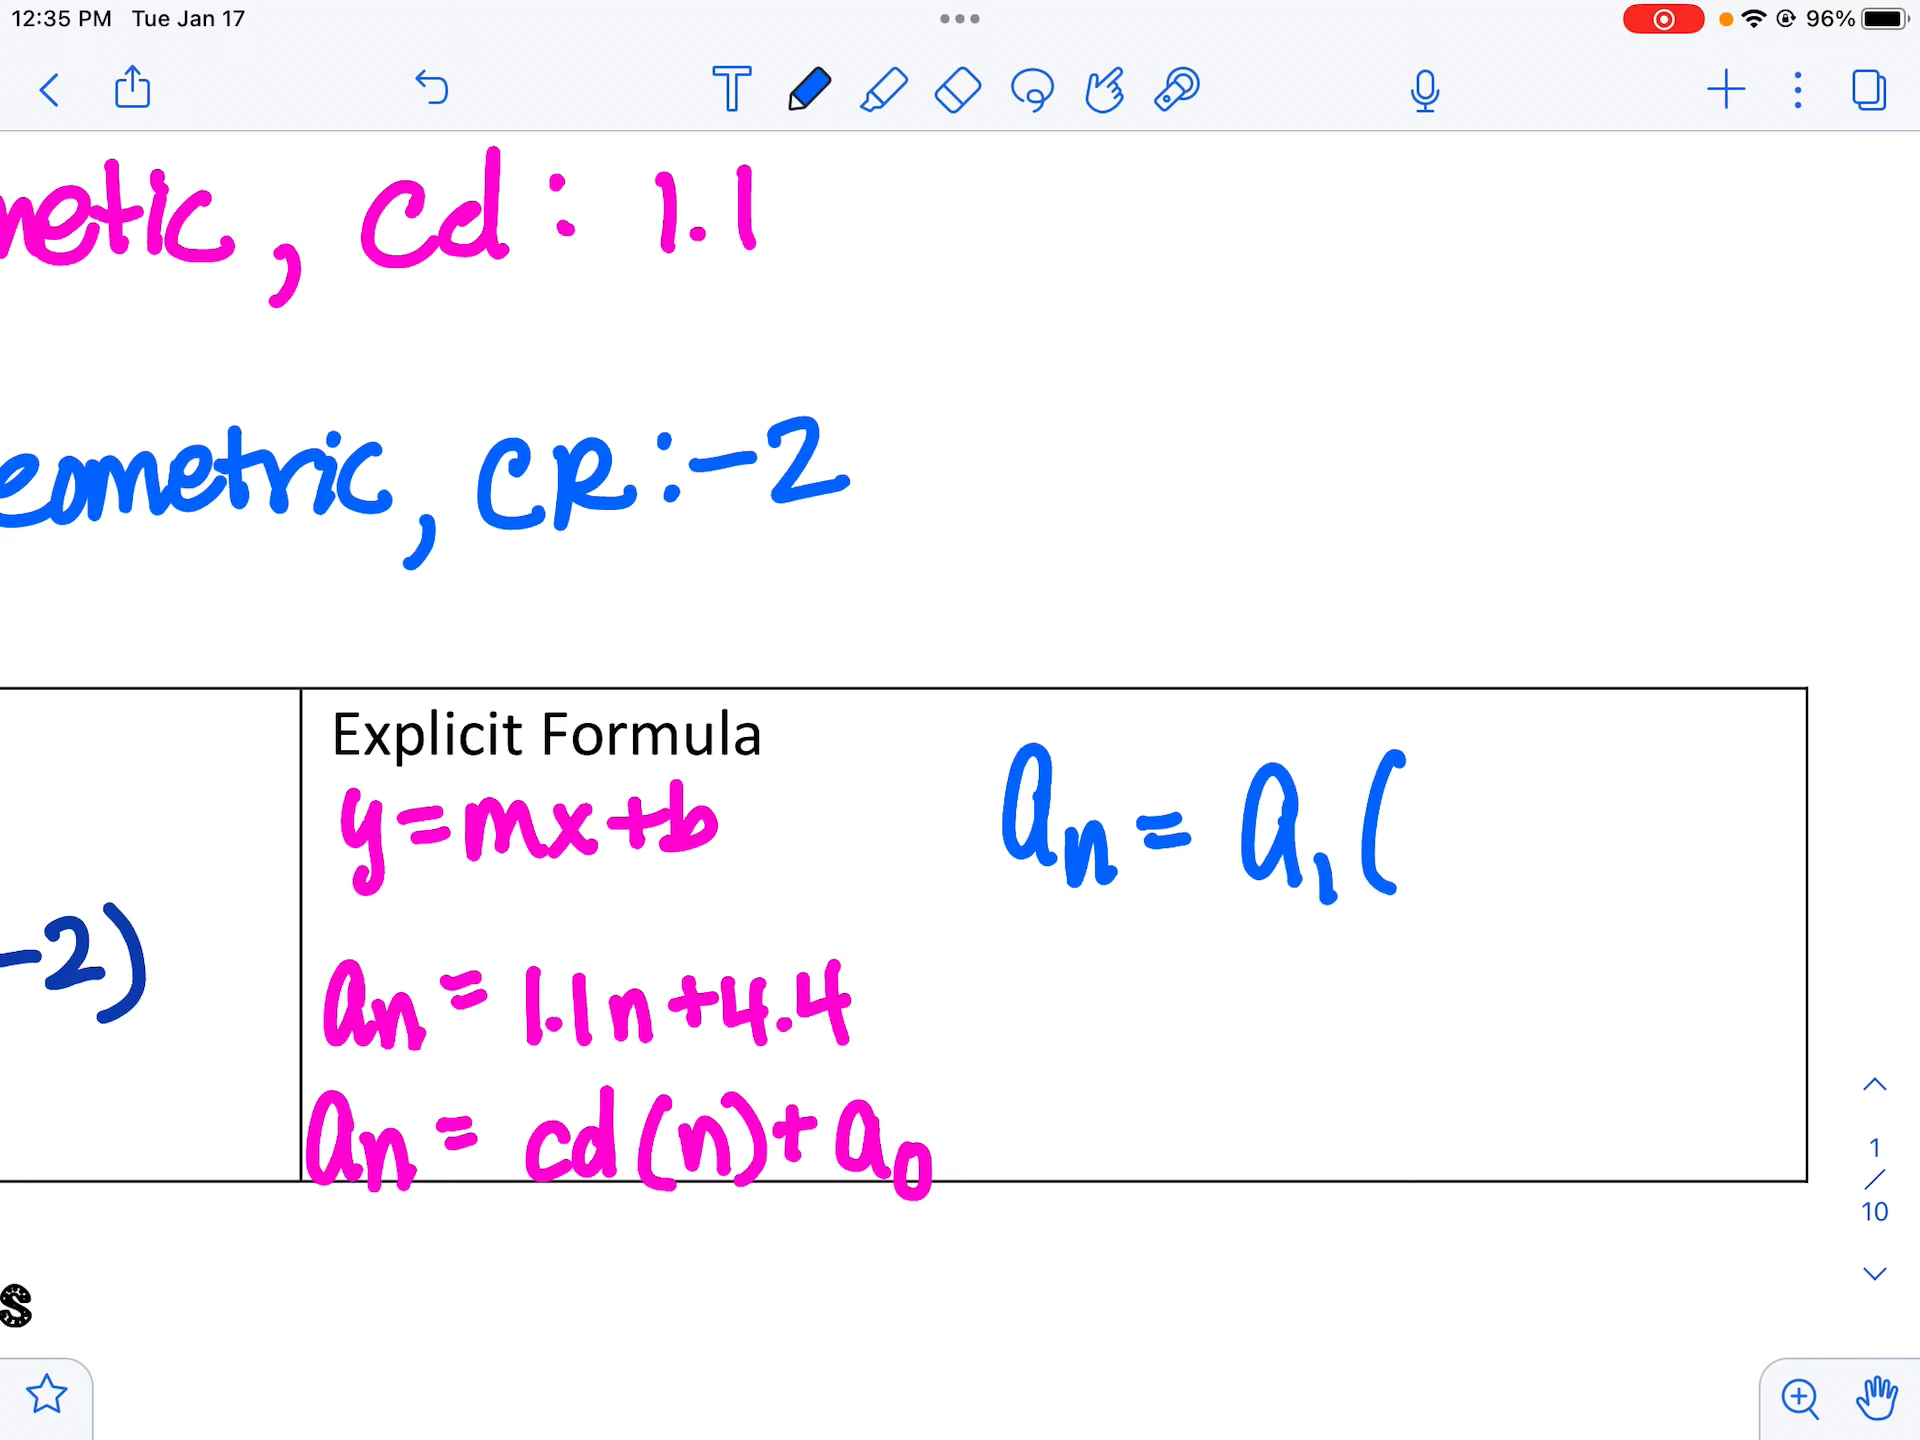 12:35 PM Tue Jan 17
96%
netic, cd: 1.1
eometric, CR: -2
Explicit Formula
y=mx+b
an = a1 (
-2)
an = 1.1n+4.4
an = cd(n)+a0
1
/
10
s